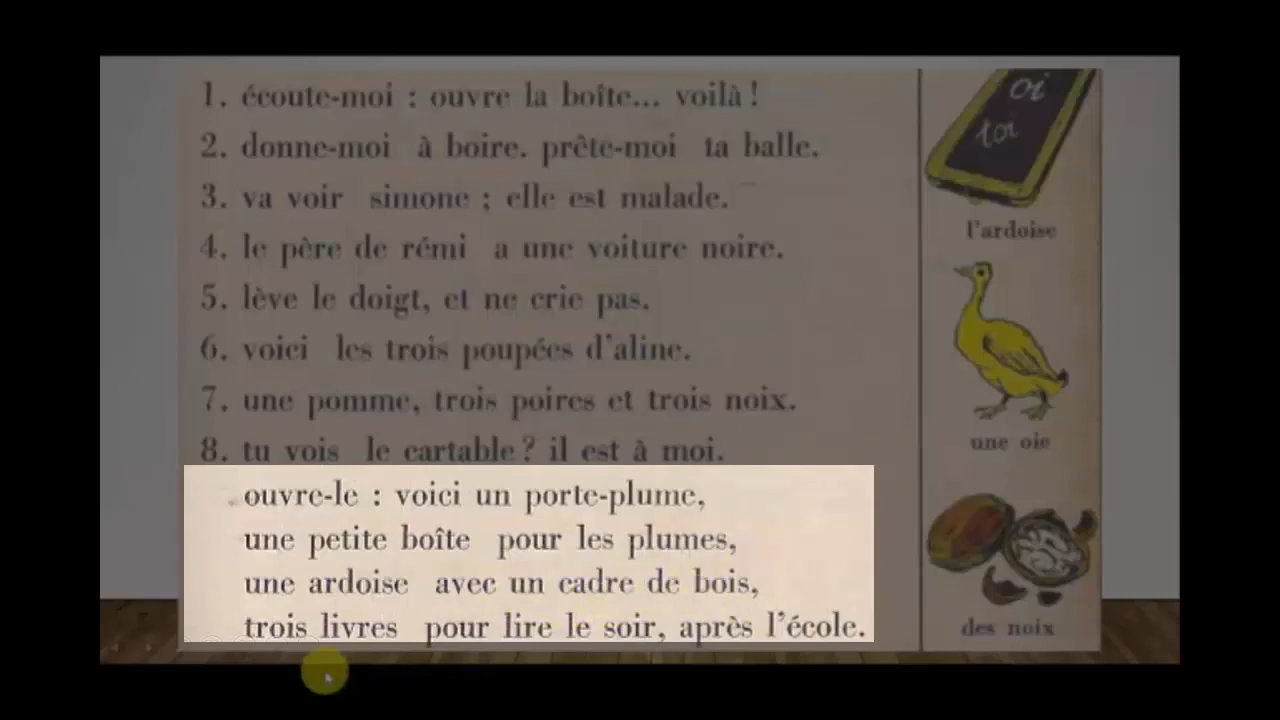 1. écoute-moi : ouvre la boîte... voilà !
2. donne-moi à boire. prête-moi ta balle.
3. va voir simone ; elle est malade.
4. le père de rémi a une voiture noire.
5. lève le doigt, et ne crie pas.
6. voici les trois poupées d'aline.
7. une pomme, trois poires et trois noix.
8. tu vois le cartable ? il est à moi.
ouvre-le : voici un porte-plume,
une petite boîte pour les plumes,
une ardoise avec un cadre de bois,
trois livres pour lire le soir, après l'école.
oi
toi
l'ardoise
une oie
des noix